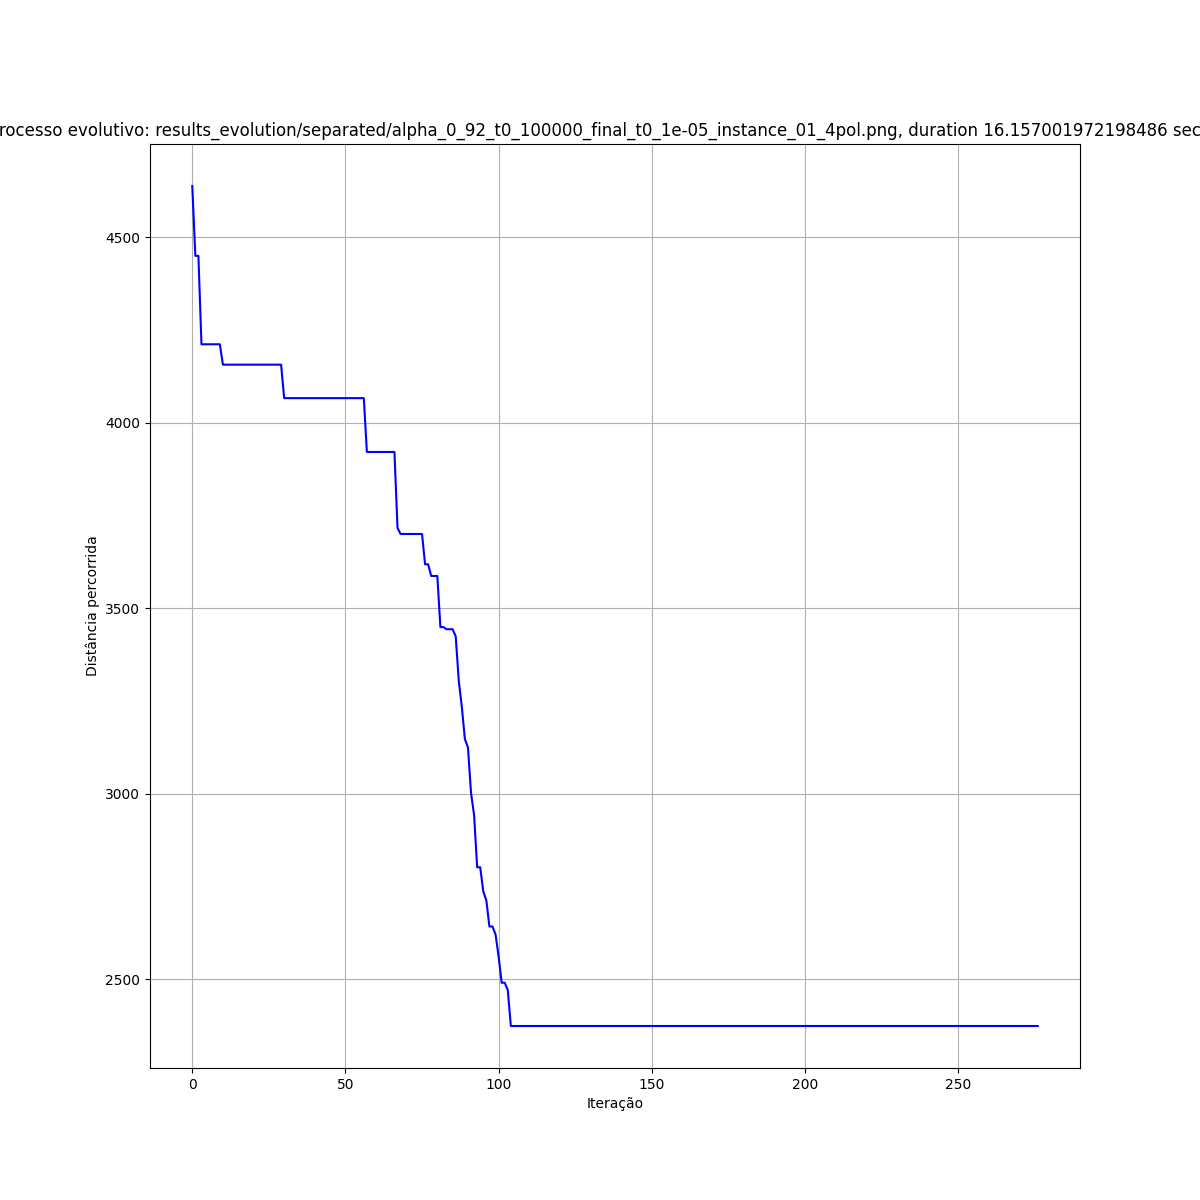 rocesso evolutivo: results_evolution/separated/alpha_0_92_t0_100000_final_t0_1e-05_instance_01_4pol.png, duration 16.157001972198486 sec
4500
4000
3500
3000
2500
Distância percorrida
0 50 100 150 200 250
Iteração